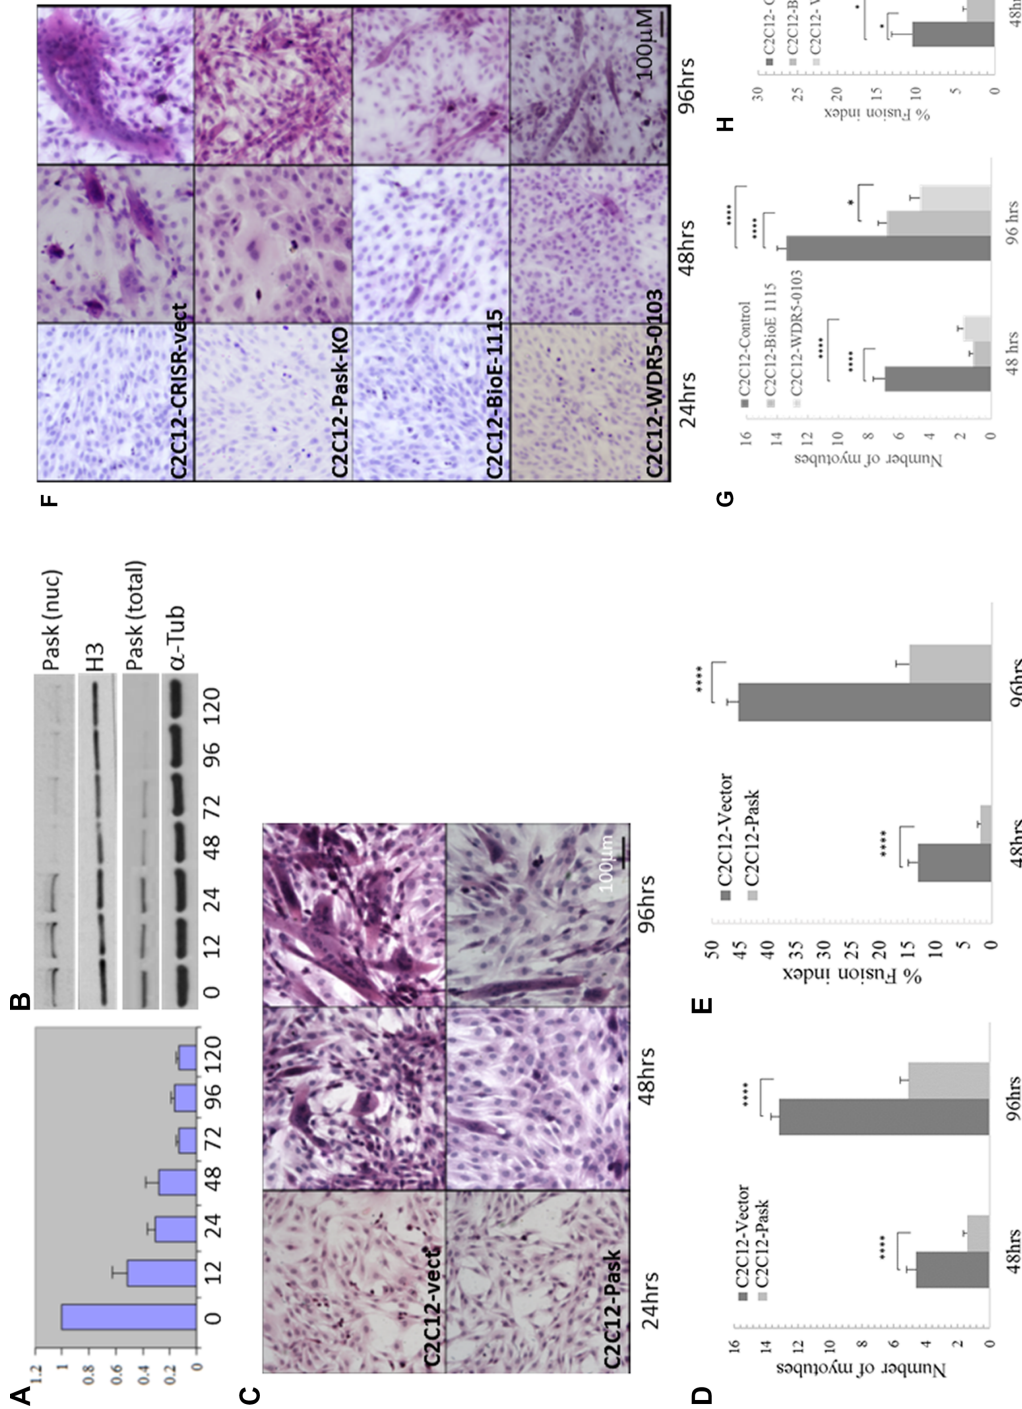 A
1.2
1
0.8
0.6
0.4
0.2
0
0 12 24 48 72 96 120
B
Pask (nuc)
H3
Pask (total)
α-Tub
0 12 24 48 72 96 120
C
C2C12-vect
C2C12-Pask
100μm
24hrs 48hrs 96hrs
D
Number of myotubes
16
14
12
10
8
6
4
2
0
C2C12-Vector
C2C12-Pask
****
****
48hrs 96hrs
E
% Fusion index
50
45
40
35
30
25
20
15
10
5
0
C2C12-Vector
C2C12-Pask
****
****
48hrs 96hrs
F
C2C12-CRISR-vect
C2C12-Pask-KO
C2C12-BioE-1115
C2C12-WDR5-0103
100μM
24hrs 48hrs 96hrs
G
Number of myotubes
16
14
12
10
8
6
4
2
0
C2C12-Control
C2C12-BioE 1115
C2C12-WDR5-0103
****
****
****
****
*
48 hrs 96 hrs
H
% Fusion index
30
25
20
15
10
5
0
C2C12- C
C2C12-B
C2C12- V
*
*
48h